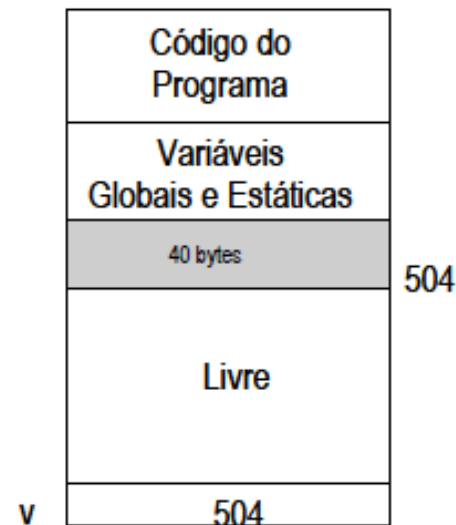 Código do
Programa
Variáveis
Globais e Estáticas
40 bytes
504
Livre
v
504